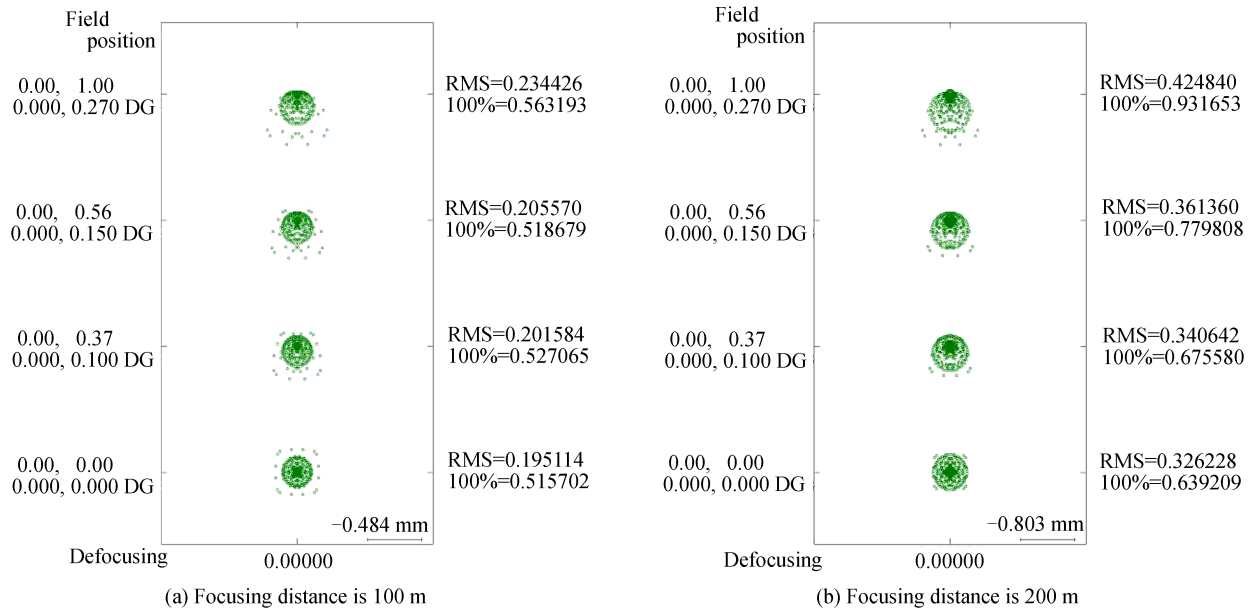 Field
position
0.00, 1.00
0.000, 0.270 DG
RMS=0.234426
100%=0.563193
0.00, 0.56
0.000, 0.150 DG
RMS=0.205570
100%=0.518679
0.00, 0.37
0.000, 0.100 DG
RMS=0.201584
100%=0.527065
0.00, 0.00
0.000, 0.000 DG
RMS=0.195114
100%=0.515702
−0.484 mm
Defocusing
0.00000
(a) Focusing distance is 100 m
Field
position
0.00, 1.00
0.000, 0.270 DG
RMS=0.424840
100%=0.931653
0.00, 0.56
0.000, 0.150 DG
RMS=0.361360
100%=0.779808
0.00, 0.37
0.000, 0.100 DG
RMS=0.340642
100%=0.675580
0.00, 0.00
0.000, 0.000 DG
RMS=0.326228
100%=0.639209
−0.803 mm
Defocusing
0.00000
(b) Focusing distance is 200 m